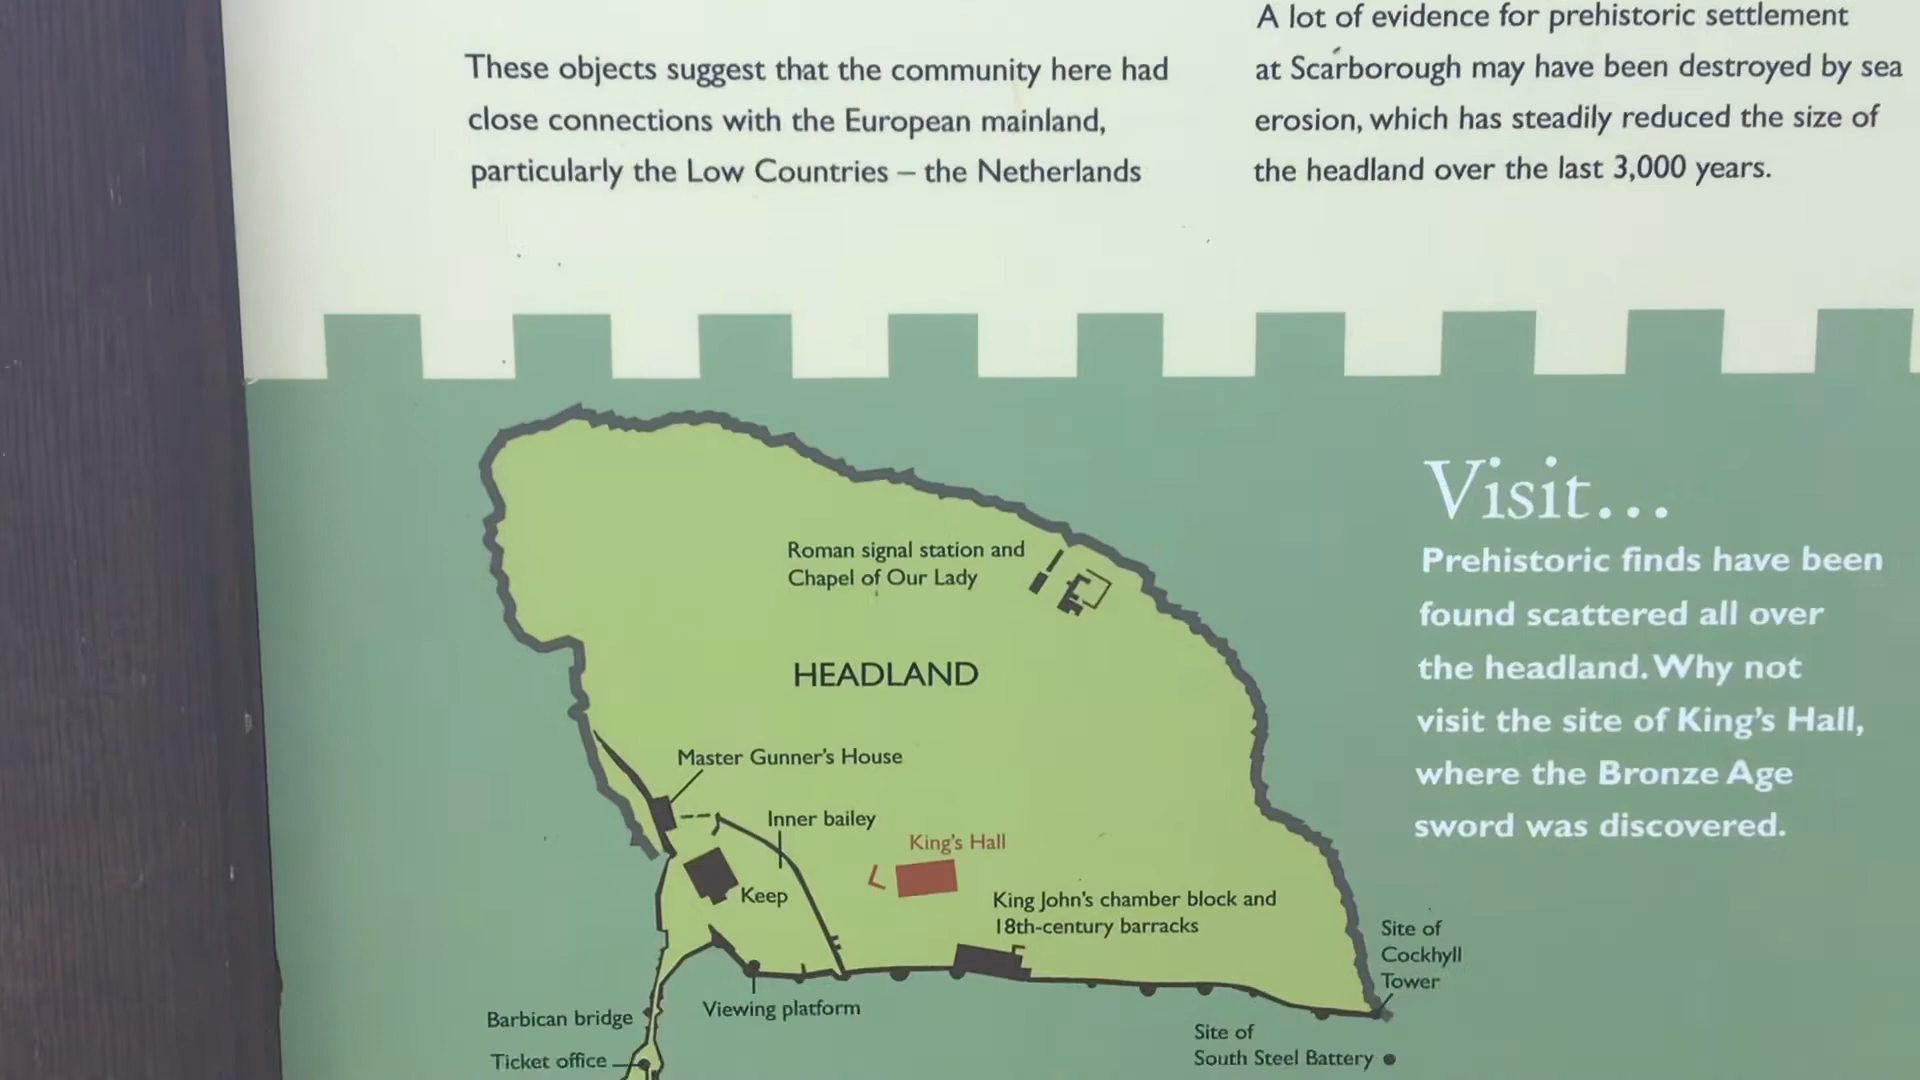 These objects suggest that the community here had
close connections with the European mainland,
particularly the Low Countries – the Netherlands
A lot of evidence for prehistoric settlement
at Scarborough may have been destroyed by sea
erosion, which has steadily reduced the size of
the headland over the last 3,000 years.
Visit...
Prehistoric finds have been
found scattered all over
the headland. Why not
visit the site of King's Hall,
where the Bronze Age
sword was discovered.
Roman signal station and
Chapel of Our Lady
HEADLAND
Master Gunner's House
Inner bailey
King's Hall
Keep
King John's chamber block and
18th-century barracks
Site of
Cockhyll
Tower
Viewing platform
Barbican bridge
Ticket office
Site of
South Steel Battery